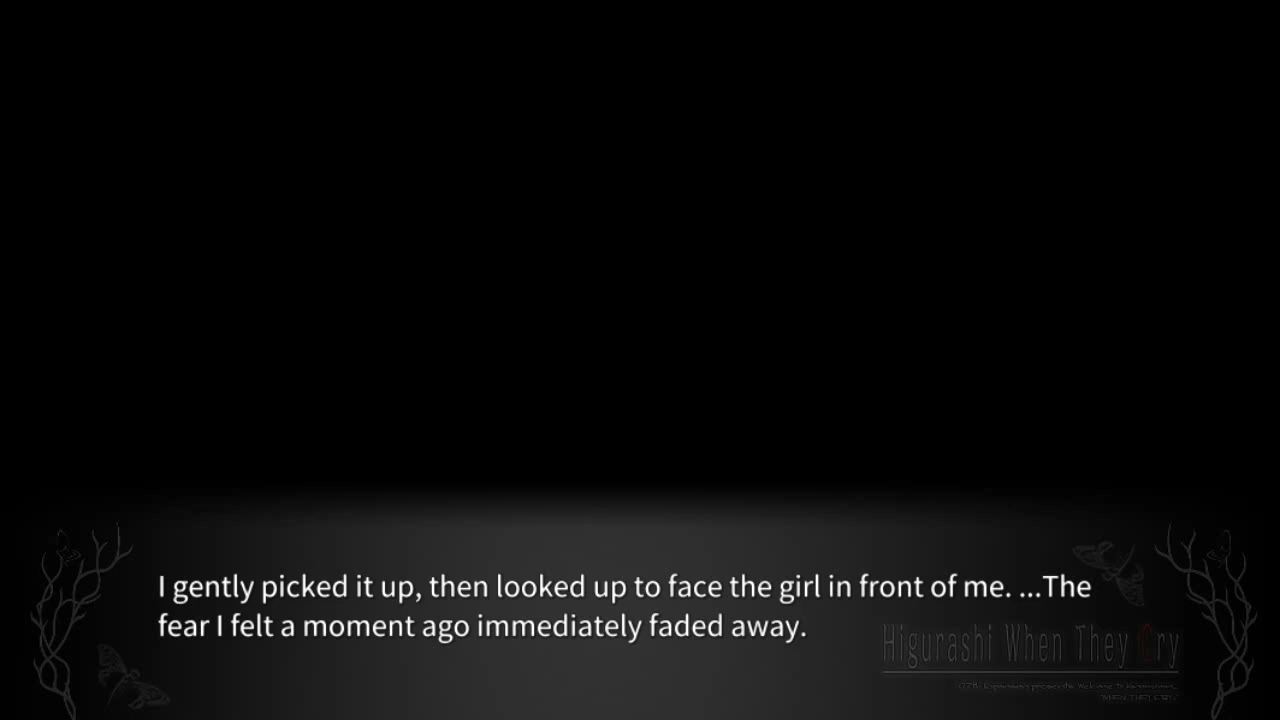 I gently picked it up, then looked up to face the girl in front of me. ...The
fear I felt a moment ago immediately faded away.
Higurashi When They Cry